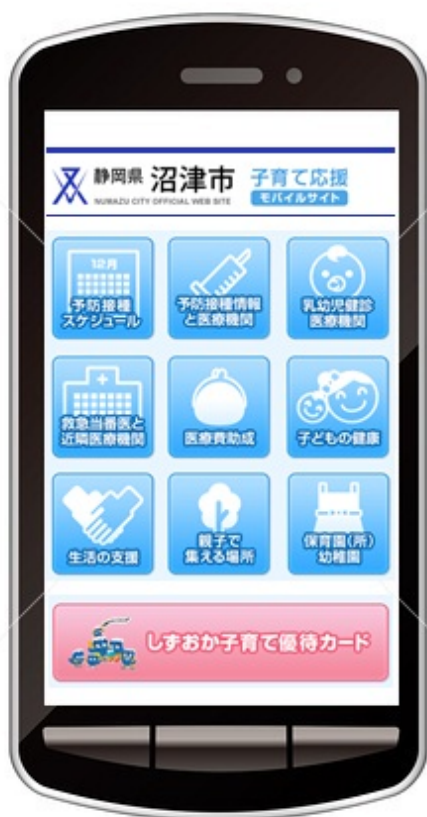 静岡県 沼津市
NUMAZU CITY OFFICIAL WEB SITE
子育て応援
モバイルサイト
12月
予防接種
スケジュール
予防接種情報
と医療機関
乳幼児健診
医療機関
救急当番医と
近隣医療機関
医療費助成
子どもの健康
生活の支援
親子で
集える場所
保育園(所)
幼稚園
しずおか子育て優待カード